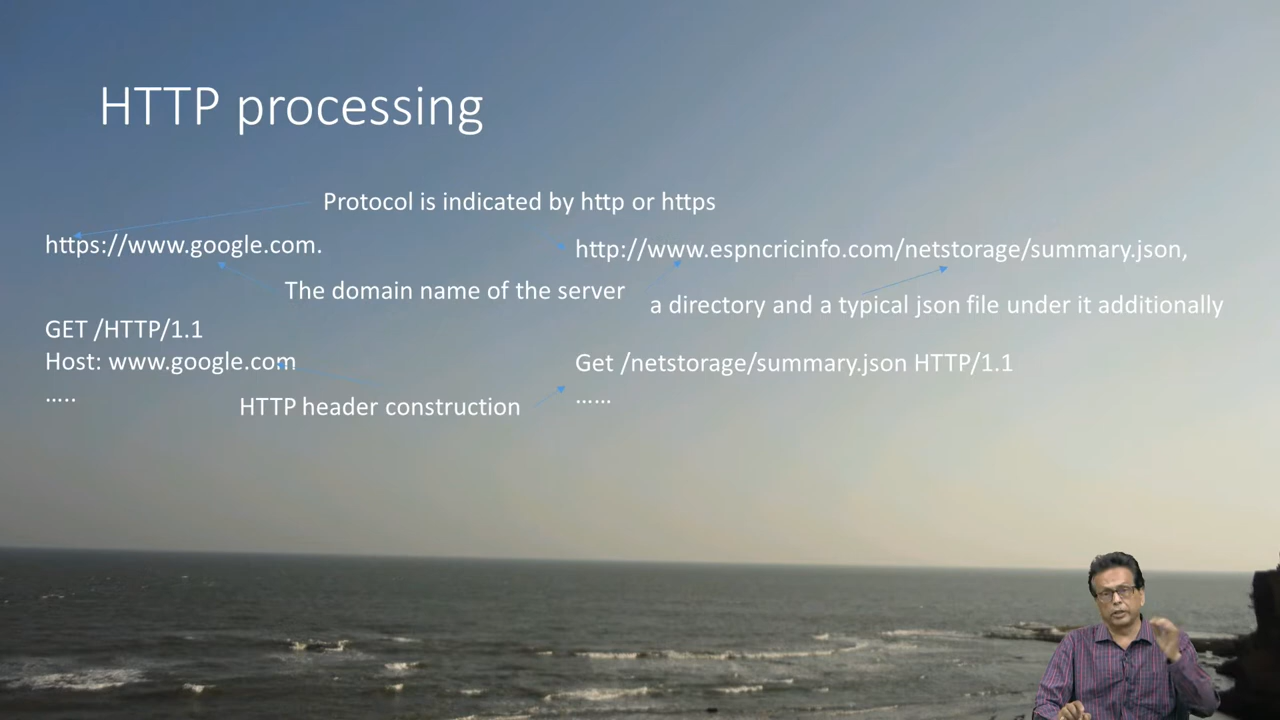 HTTP processing
Protocol is indicated by http or https
https://www.google.com.
http://www.espncricinfo.com/netstorage/summary.json,
The domain name of the server
a directory and a typical json file under it additionally
GET /HTTP/1.1
Host: www.google.com
…..
Get /netstorage/summary.json HTTP/1.1
……
HTTP header construction